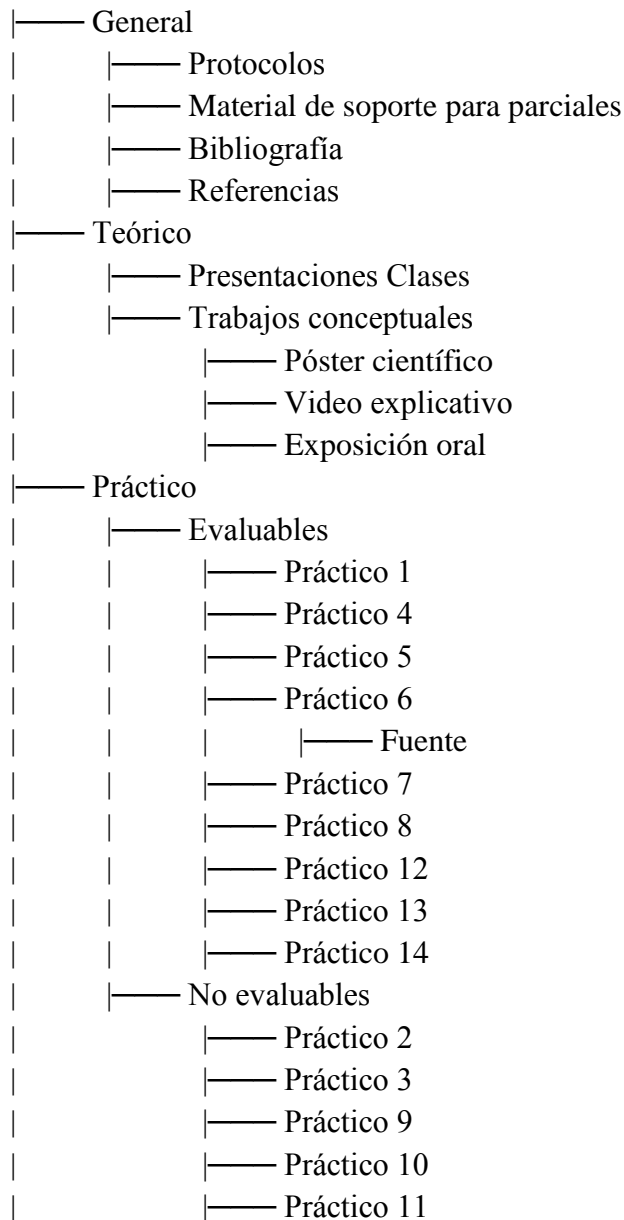 |——— General
| |——— Protocolos
| |——— Material de soporte para parciales
| |——— Bibliografía
| |——— Referencias
|——— Teórico
| |——— Presentaciones Clases
| |——— Trabajos conceptuales
| |——— Póster científico
| |——— Video explicativo
| |——— Exposición oral
|——— Práctico
| |——— Evaluables
| | |——— Práctico 1
| | |——— Práctico 4
| | |——— Práctico 5
| | |——— Práctico 6
| | | |——— Fuente
| | |——— Práctico 7
| | |——— Práctico 8
| | |——— Práctico 12
| | |——— Práctico 13
| | |——— Práctico 14
| |——— No evaluables
| |——— Práctico 2
| |——— Práctico 3
| |——— Práctico 9
| |——— Práctico 10
| |——— Práctico 11